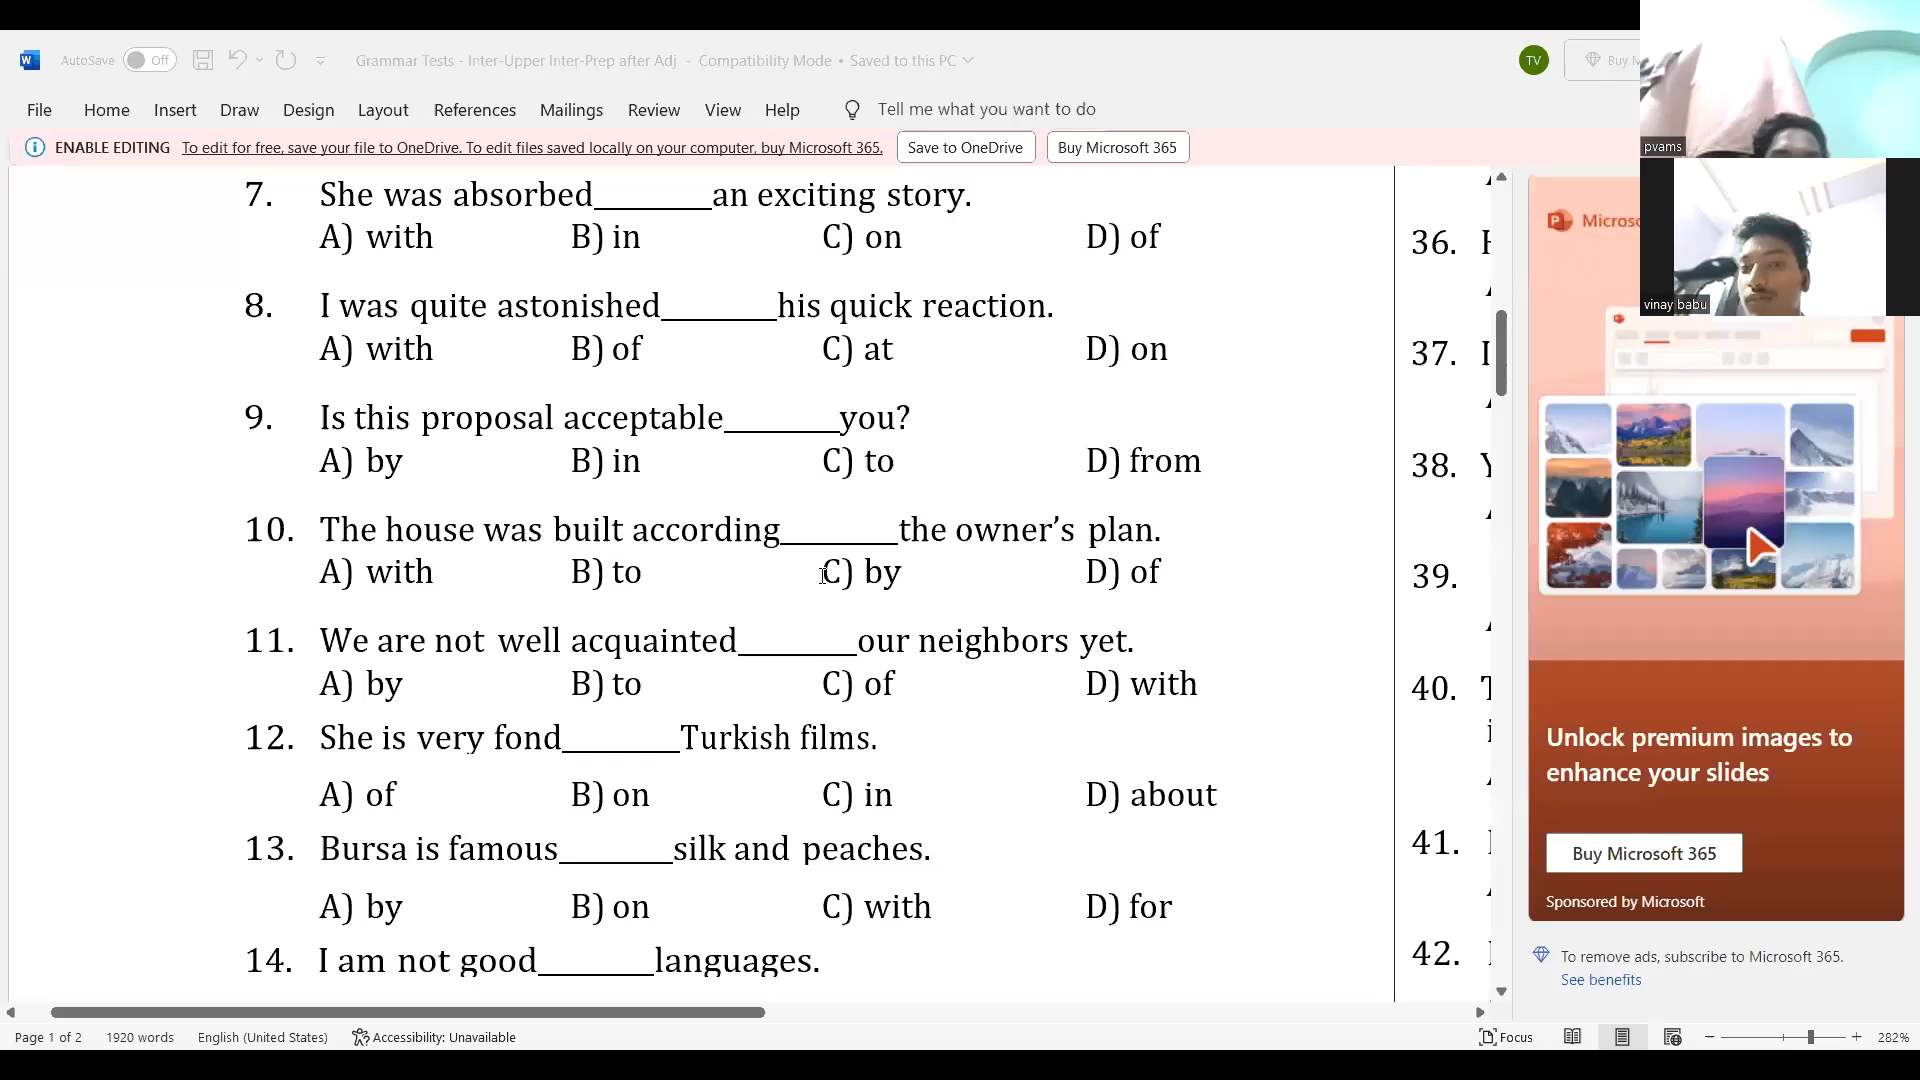 AutoSave Off Grammar Tests - Inter-Upper Inter-Prep after Adj - Compatibility Mode • Saved to this PC TV Buy M
File Home Insert Draw Design Layout References Mailings Review View Help Tell me what you want to do
ENABLE EDITING To edit for free, save your file to OneDrive. To edit files saved locally on your computer, buy Microsoft 365. Save to OneDrive Buy Microsoft 365
pvams
vinay babu
7. She was absorbed_______an exciting story.
A) with B) in C) on D) of
8. I was quite astonished_______his quick reaction.
A) with B) of C) at D) on
9. Is this proposal acceptable_______you?
A) by B) in C) to D) from
10. The house was built according_______the owner's plan.
A) with B) to C) by D) of
11. We are not well acquainted_______our neighbors yet.
A) by B) to C) of D) with
12. She is very fond_______Turkish films.
A) of B) on C) in D) about
13. Bursa is famous_______silk and peaches.
A) by B) on C) with D) for
14. I am not good_______languages.
36.
37. I
38. Y
39.
40. T
41.
42.
Micros
Unlock premium images to
enhance your slides
Buy Microsoft 365
Sponsored by Microsoft
To remove ads, subscribe to Microsoft 365.
See benefits
Page 1 of 2 1920 words English (United States) Accessibility: Unavailable Focus 282%